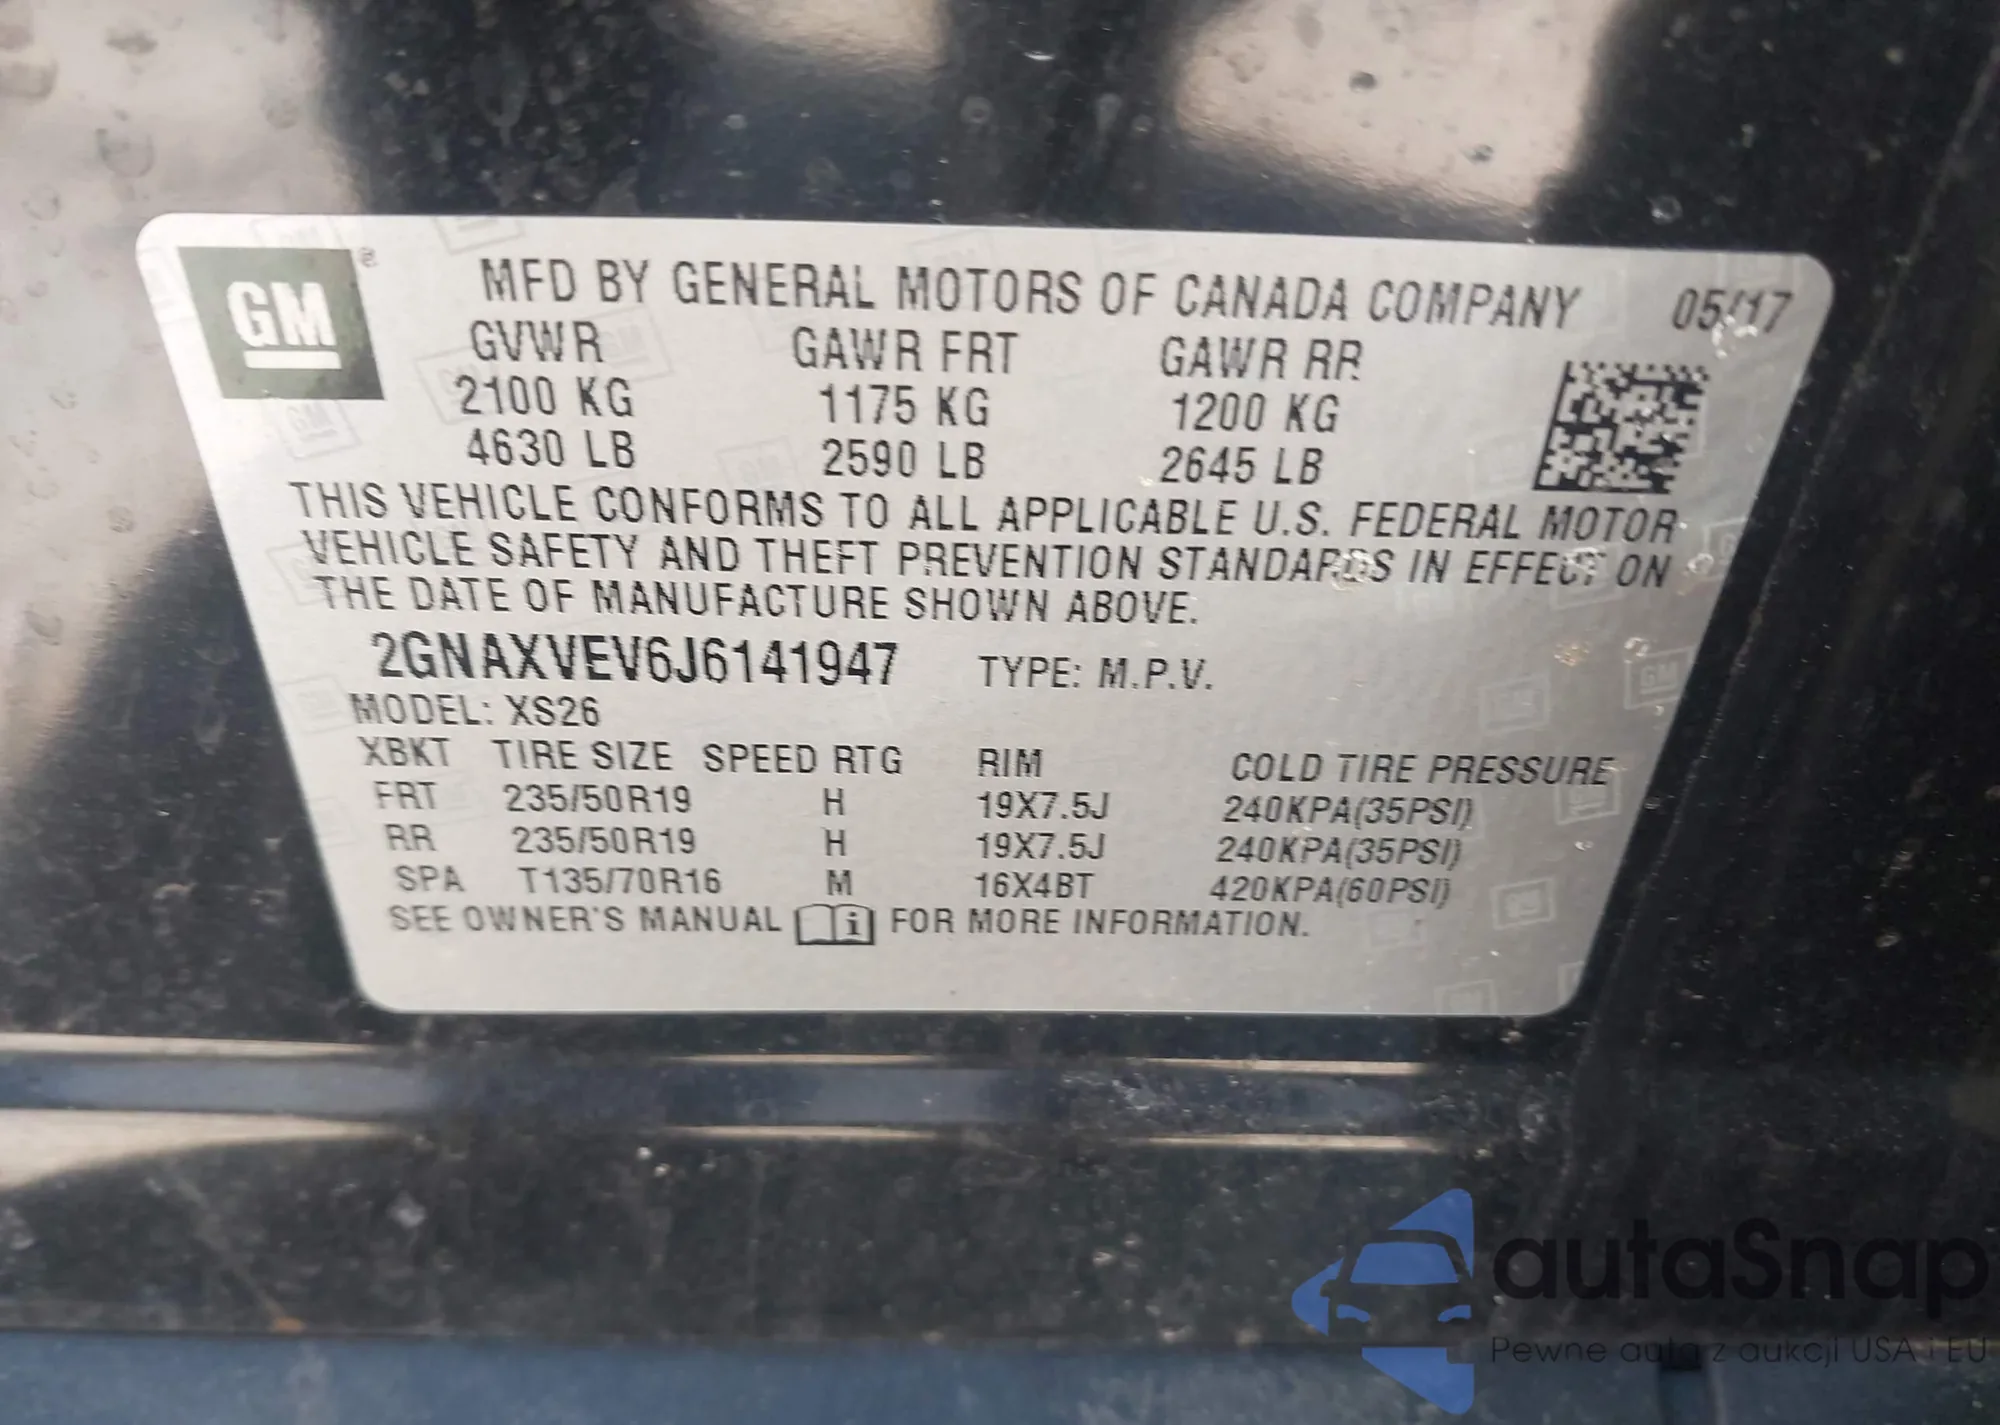 GM
®
MFD BY GENERAL MOTORS OF CANADA COMPANY 05/17
GVWR GAWR FRT GAWR RR
2100 KG 1175 KG 1200 KG
4630 LB 2590 LB 2645 LB
THIS VEHICLE CONFORMS TO ALL APPLICABLE U.S. FEDERAL MOTOR
VEHICLE SAFETY AND THEFT PREVENTION STANDARDS IN EFFECT ON
THE DATE OF MANUFACTURE SHOWN ABOVE.
2GNAXVEV6J6141947 TYPE: M.P.V.
MODEL: XS26
XBKT TIRE SIZE SPEED RTG RIM COLD TIRE PRESSURE
FRT 235/50R19 H 19X7.5J 240KPA(35PSI)
RR 235/50R19 H 19X7.5J 240KPA(35PSI)
SPA T135/70R16 M 16X4BT 420KPA(60PSI)
SEE OWNER'S MANUAL i FOR MORE INFORMATION.
autaSnap
Pewne auta z aukcji USA i EU